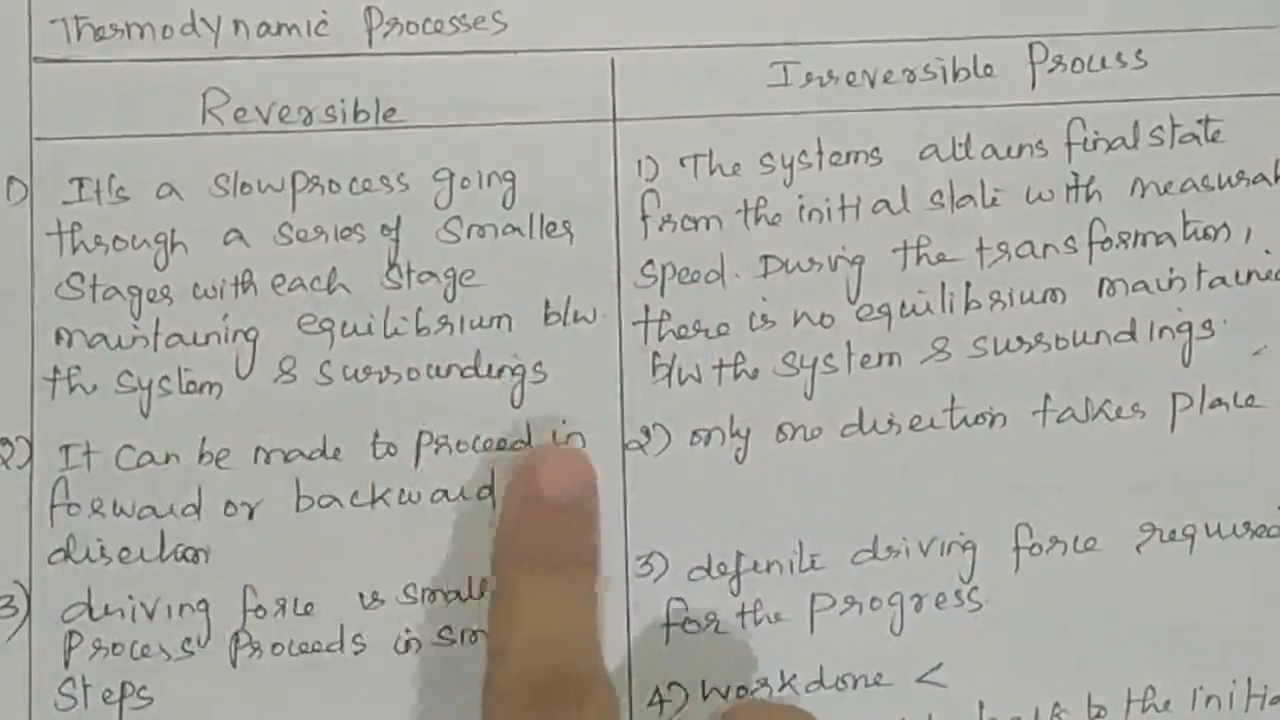 Thermodynamic Processes
Reversible
1) It's a slow process going
through a series of smaller
stages with each stage
maintaining equilibrium b/w
the system & surroundings
2) It can be made to proceed in
forward or backward
direction
3) driving force is small
Process proceeds in
steps
Irreversible Process
1) The systems attains final state
from the initial state with measurab
speed. During the transformation,
there is no equilibrium maintained
b/w the system & surroundings.
2) only one direction takes place
3) definite driving force required
for the progress
4) workdone <
to the initia